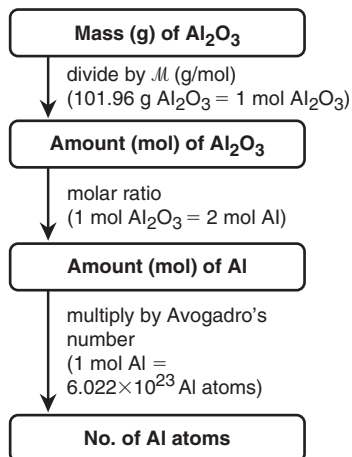 Mass (g) of Al₂O₃
divide by ℳ (g/mol)
(101.96 g Al₂O₃ = 1 mol Al₂O₃)
Amount (mol) of Al₂O₃
molar ratio
(1 mol Al₂O₃ = 2 mol Al)
Amount (mol) of Al
multiply by Avogadro's
number
(1 mol Al =
6.022×10²³ Al atoms)
No. of Al atoms